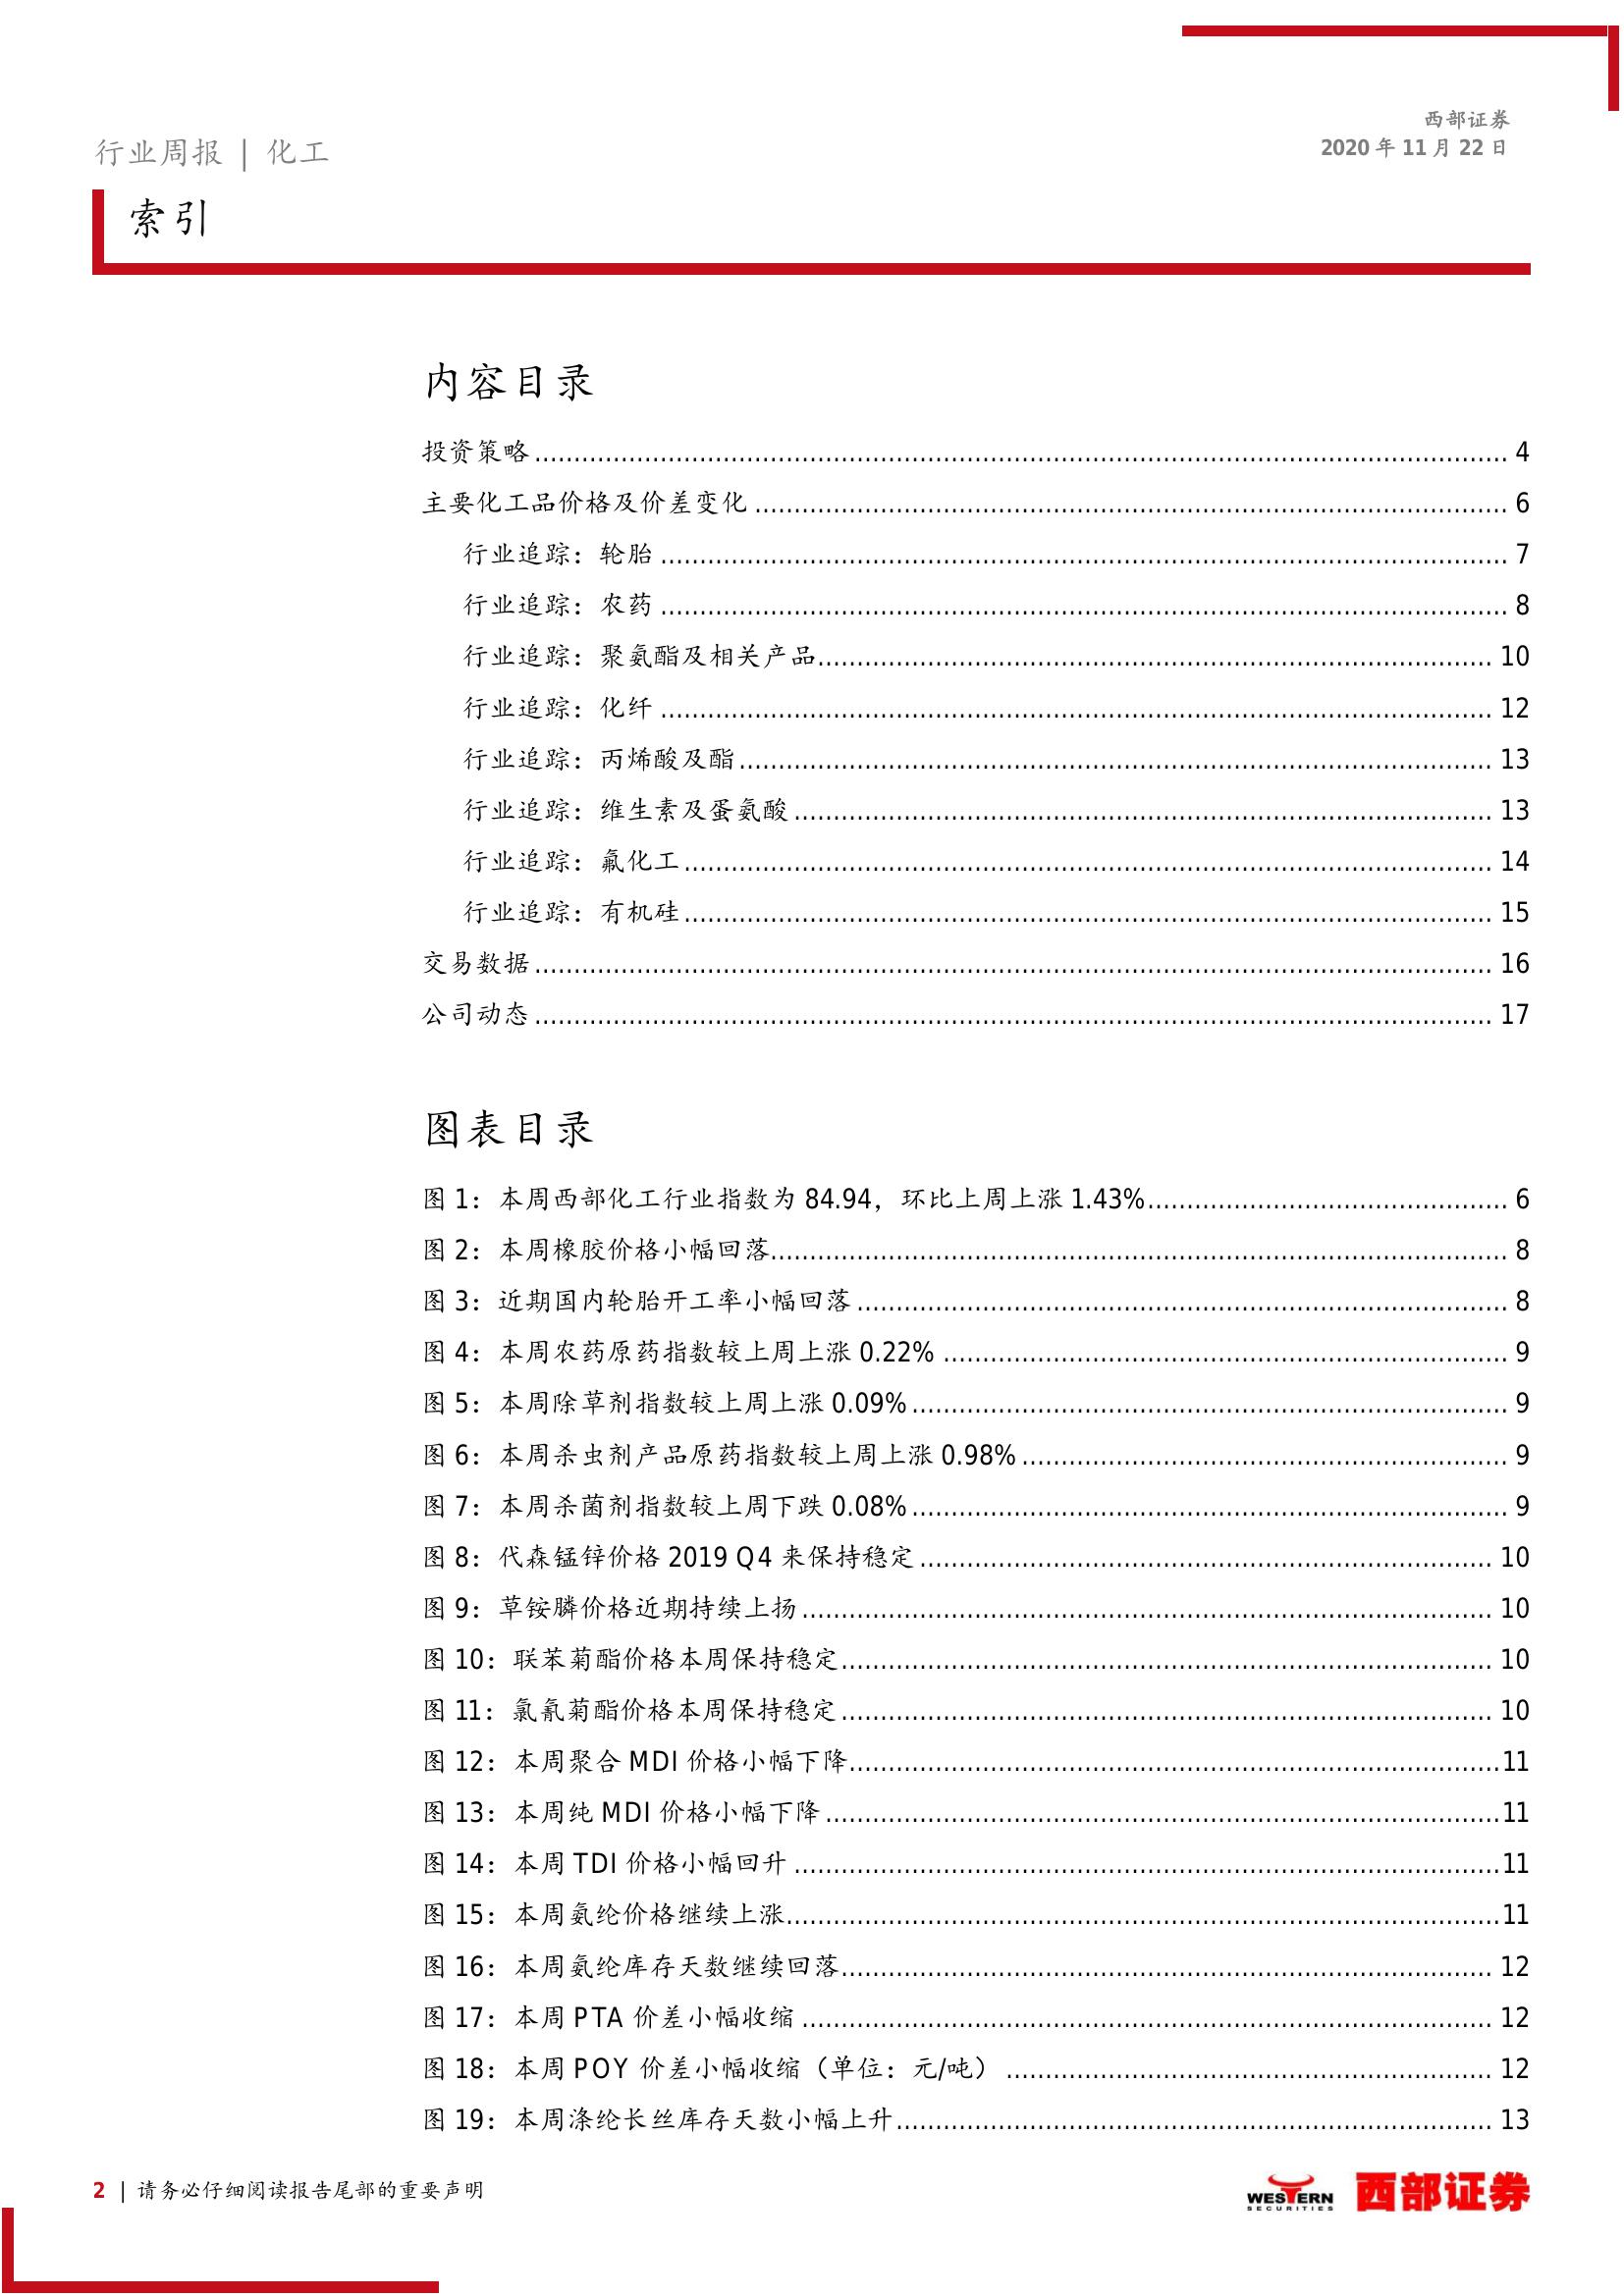 西部证券
2020 年 11 月 22 日
行业周报 | 化工
索引
内容目录
投资策略 4
主要化工品价格及价差变化 6
行业追踪：轮胎 7
行业追踪：农药 8
行业追踪：聚氨酯及相关产品 10
行业追踪：化纤 12
行业追踪：丙烯酸及酯 13
行业追踪：维生素及蛋氨酸 13
行业追踪：氟化工 14
行业追踪：有机硅 15
交易数据 16
公司动态 17
图表目录
图 1：本周西部化工行业指数为 84.94，环比上周上涨 1.43% 6
图 2：本周橡胶价格小幅回落 8
图 3：近期国内轮胎开工率小幅回落 8
图 4：本周农药原药指数较上周上涨 0.22% 9
图 5：本周除草剂指数较上周上涨 0.09% 9
图 6：本周杀虫剂产品原药指数较上周上涨 0.98% 9
图 7：本周杀菌剂指数较上周下跌 0.08% 9
图 8：代森锰锌价格 2019 Q4 来保持稳定 10
图 9：草铵膦价格近期持续上扬 10
图 10：联苯菊酯价格本周保持稳定 10
图 11：氯氰菊酯价格本周保持稳定 10
图 12：本周聚合 MDI 价格小幅下降 11
图 13：本周纯 MDI 价格小幅下降 11
图 14：本周 TDI 价格小幅回升 11
图 15：本周氨纶价格继续上涨 11
图 16：本周氨纶库存天数继续回落 12
图 17：本周 PTA 价差小幅收缩 12
图 18：本周 POY 价差小幅收缩（单位：元/吨） 12
图 19：本周涤纶长丝库存天数小幅上升 13
2 | 请务必仔细阅读报告尾部的重要声明
WESTERN
SECURITIES
西部证券